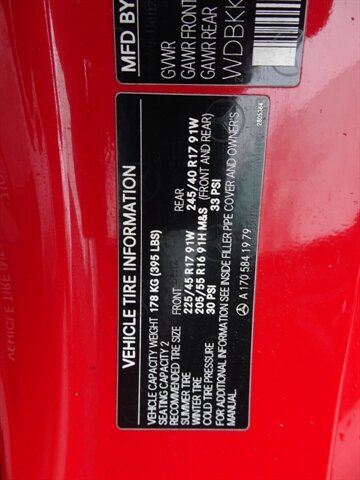 MFD BY
GVWR
GAWR FRONT
GAWR REAR
WDBKK
VEHICLE TIRE INFORMATION
VEHICLE CAPACITY WEIGHT 178 KG (395 LBS)
SEATING CAPACITY 2
RECOMMENDED TIRE SIZE
FRONT REAR
225/45 R17 91W 245/40 R17 91W
WINTER TIRE 205/55 R16 91H M&S (FRONT AND REAR)
COLD TIRE PRESSURE 30 PSI 33 PSI
FOR ADDITIONAL INFORMATION SEE INSIDE FILLER PIPE COVER AND OWNER'S
MANUAL.
A 170 584 19 79